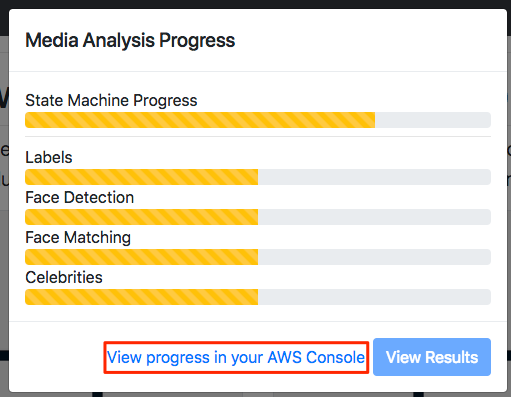 Media Analysis Progress
State Machine Progress
Labels
Face Detection
Face Matching
Celebrities
View progress in your AWS Console
View Results